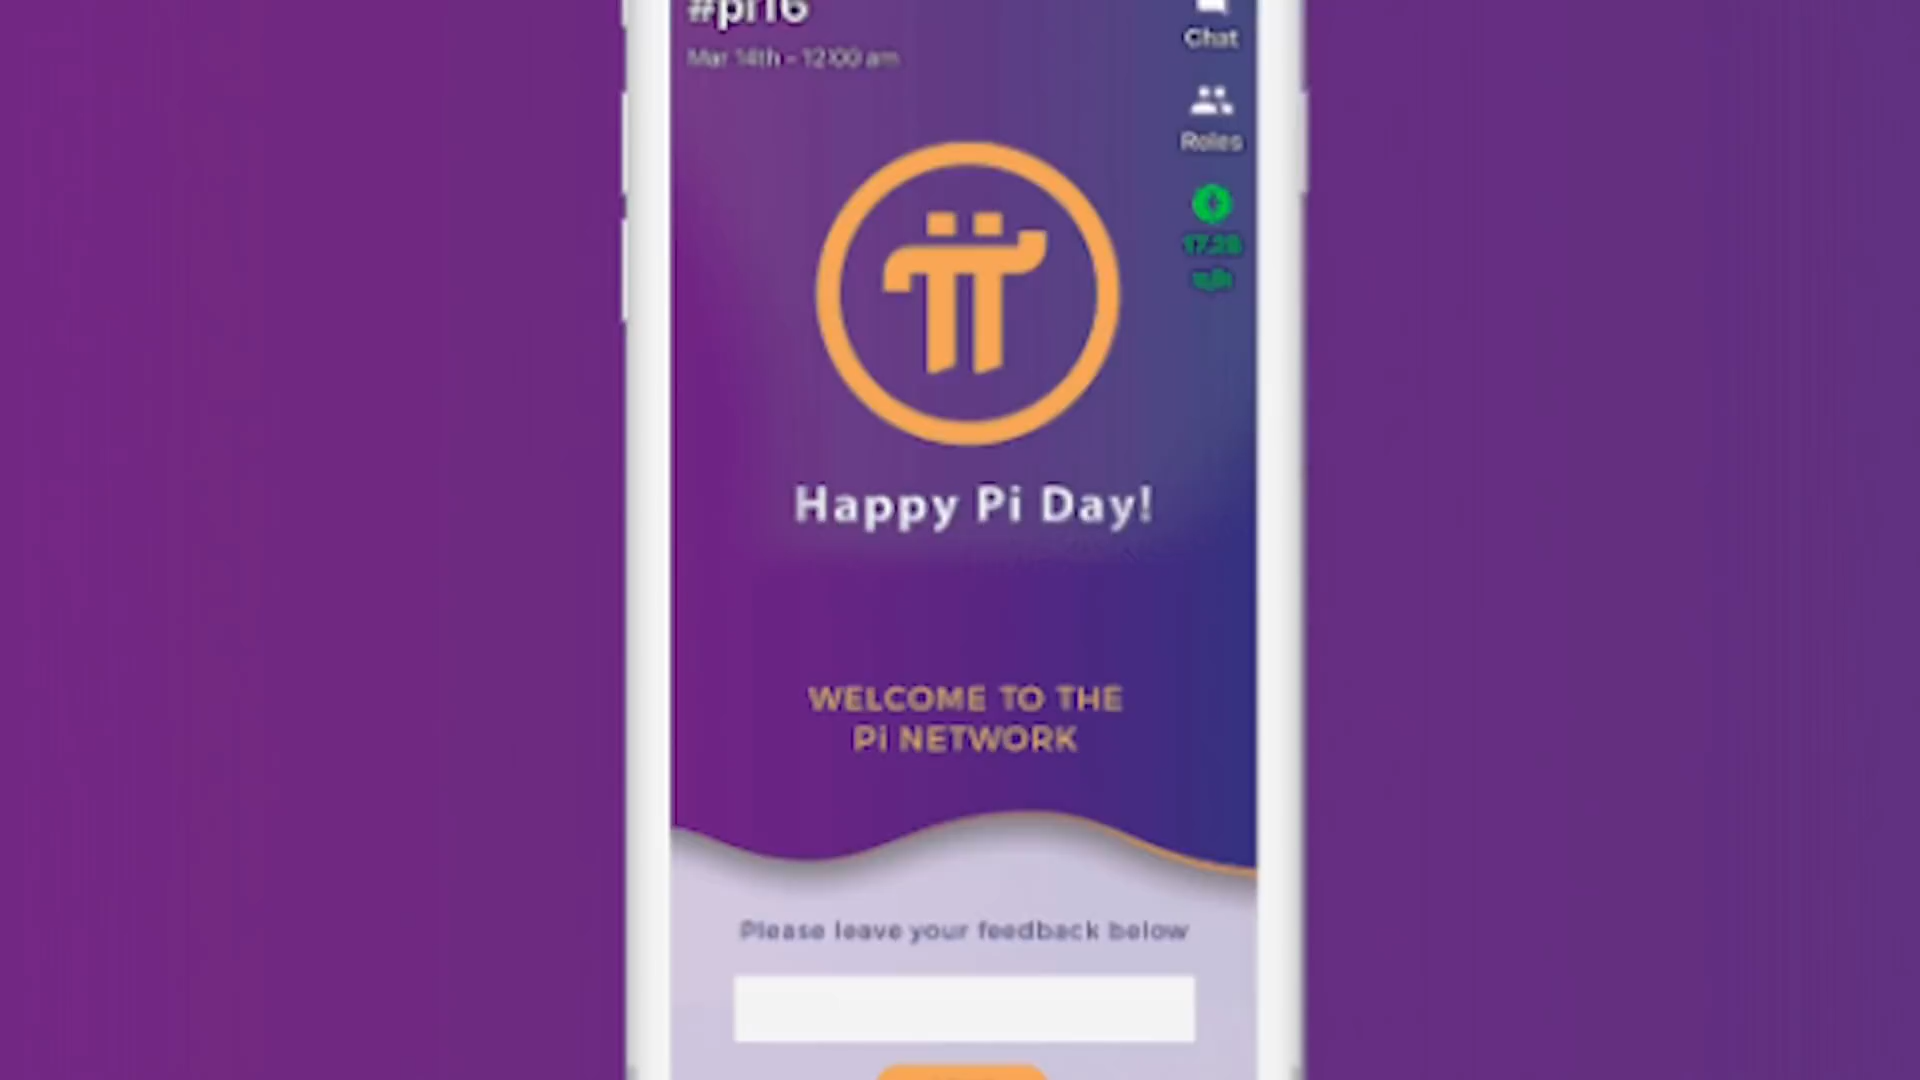 #pi16
Mar 14th - 12:00 am
Chat
Roles
Happy Pi Day!
WELCOME TO THE
Pi NETWORK
Please leave your feedback below